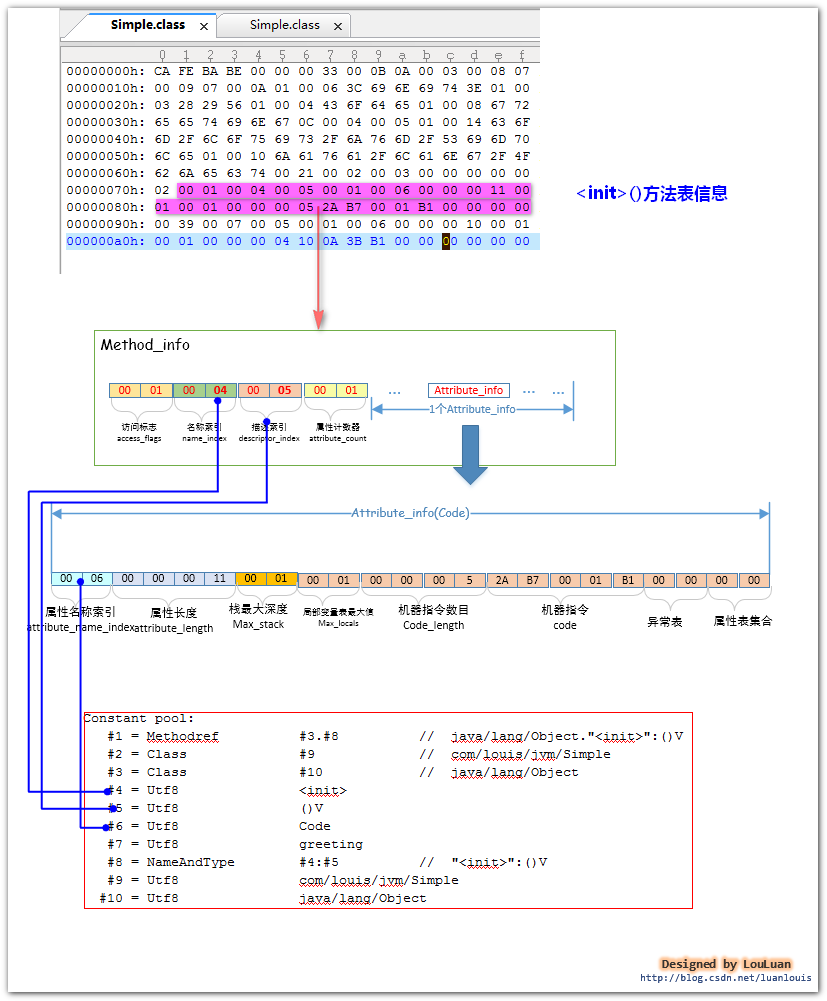 Simple.class × Simple.class ×
0 1 2 3 4 5 6 7 8 9 a b c d e f
00000000h: CA FE BA BE 00 00 00 33 00 0B 0A 00 03 00 08 07
00000010h: 00 09 07 00 0A 01 00 06 3C 69 6E 69 74 3E 01 00
00000020h: 03 28 29 56 01 00 04 43 6F 64 65 01 00 08 67 72
00000030h: 65 65 74 69 6E 67 0C 00 04 00 05 01 00 14 63 6F
00000040h: 6D 2F 6C 6F 75 69 73 2F 6A 76 6D 2F 53 69 6D 70
00000050h: 6C 65 01 00 10 6A 61 76 61 2F 6C 61 6E 67 2F 4F
00000060h: 62 6A 65 63 74 00 21 00 02 00 03 00 00 00 00 00
00000070h: 02 00 01 00 04 00 05 00 01 00 06 00 00 00 11 00
00000080h: 01 00 01 00 00 00 05 2A B7 00 01 B1 00 00 00 00
00000090h: 00 39 00 07 00 05 00 01 00 06 00 00 00 10 00 01
000000a0h: 00 01 00 00 00 04 10 0A 3B B1 00 00 00 00 00 00
<init>()方法表信息
Method_info
00 01 00 04 00 05 00 01 ... Attribute_info ... ...
1个Attribute_info
访问标志 名称索引 描述索引 属性计数器
access_flags name_index descriptor_index attribute_count
Attribute_info(Code)
00 06 00 00 00 11 00 01 00 01 00 00 00 5 2A B7 00 01 B1 00 00 00 00
属性名称索引 属性长度 栈最大深度 局部变量表最大值 机器指令数目 机器指令 异常表 属性表集合
attribute_name_index attribute_length Max_stack Max_locals Code_length code
Constant pool:
#1 = Methodref #3.#8 // java/lang/Object."<init>":()V
#2 = Class #9 // com/louis/jvm/Simple
#3 = Class #10 // java/lang/Object
#4 = Utf8 <init>
#5 = Utf8 ()V
#6 = Utf8 Code
#7 = Utf8 greeting
#8 = NameAndType #4:#5 // "<init>":()V
#9 = Utf8 com/louis/jvm/Simple
#10 = Utf8 java/lang/Object
Designed by LouLuan
http://blog.csdn.net/luanlouis